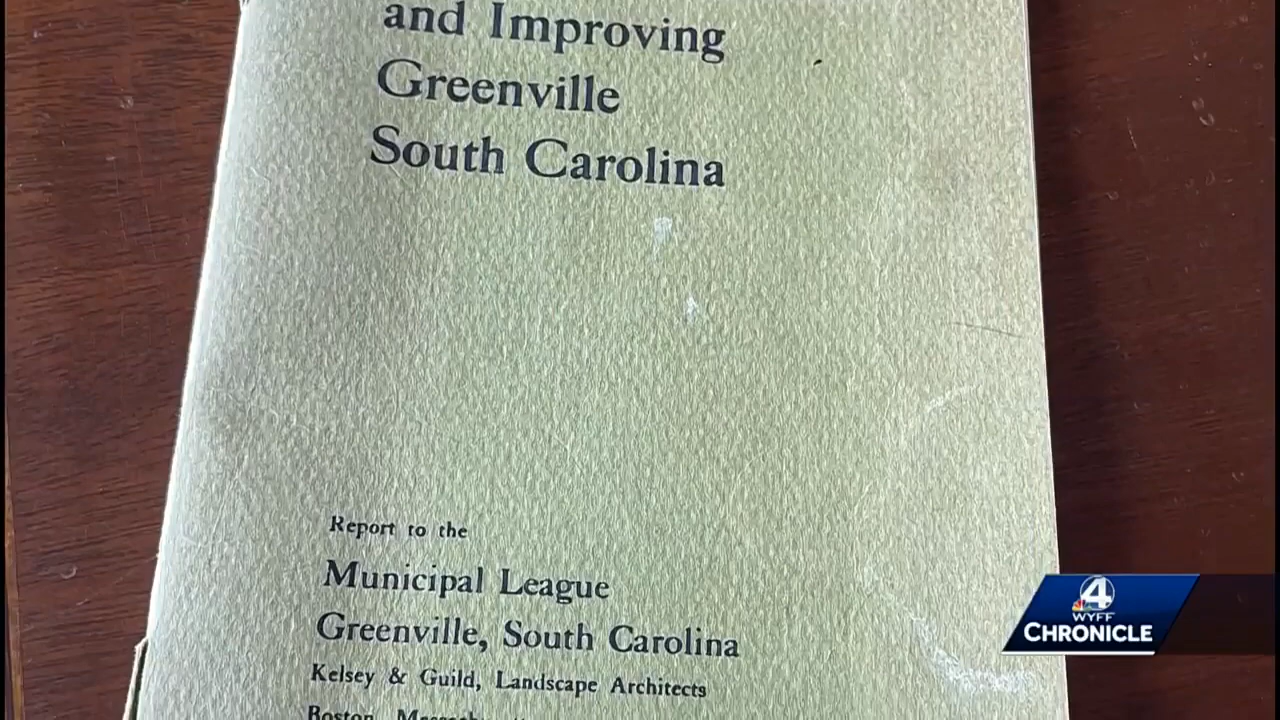 and Improving
Greenville
South Carolina
Report to the
Municipal League
Greenville, South Carolina
Kelsey & Guild, Landscape Architects
Boston,
4
WYFF
CHRONICLE